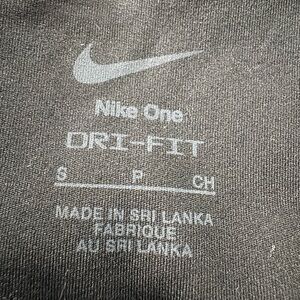 Nike One
DRI-FIT
S P CH
MADE IN SRI LANKA
FABRIQUE
AU SRI LANKA